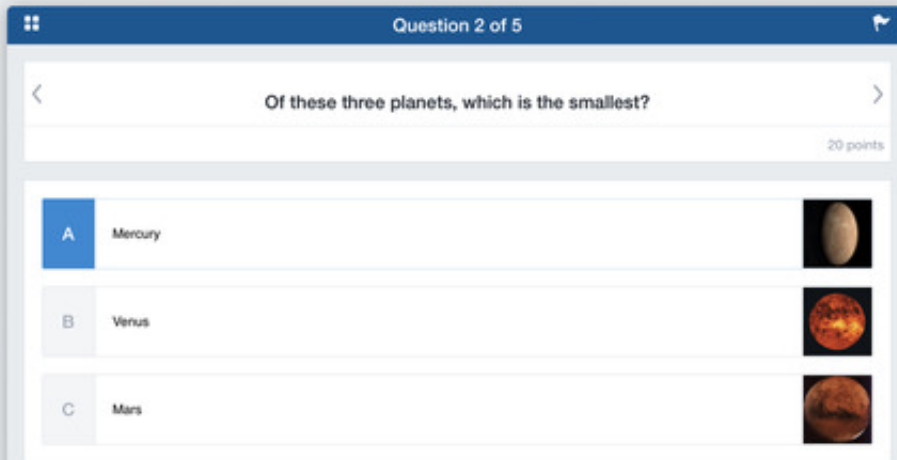 Question 2 of 5
Of these three planets, which is the smallest?
20 points
A Mercury
B Venus
C Mars